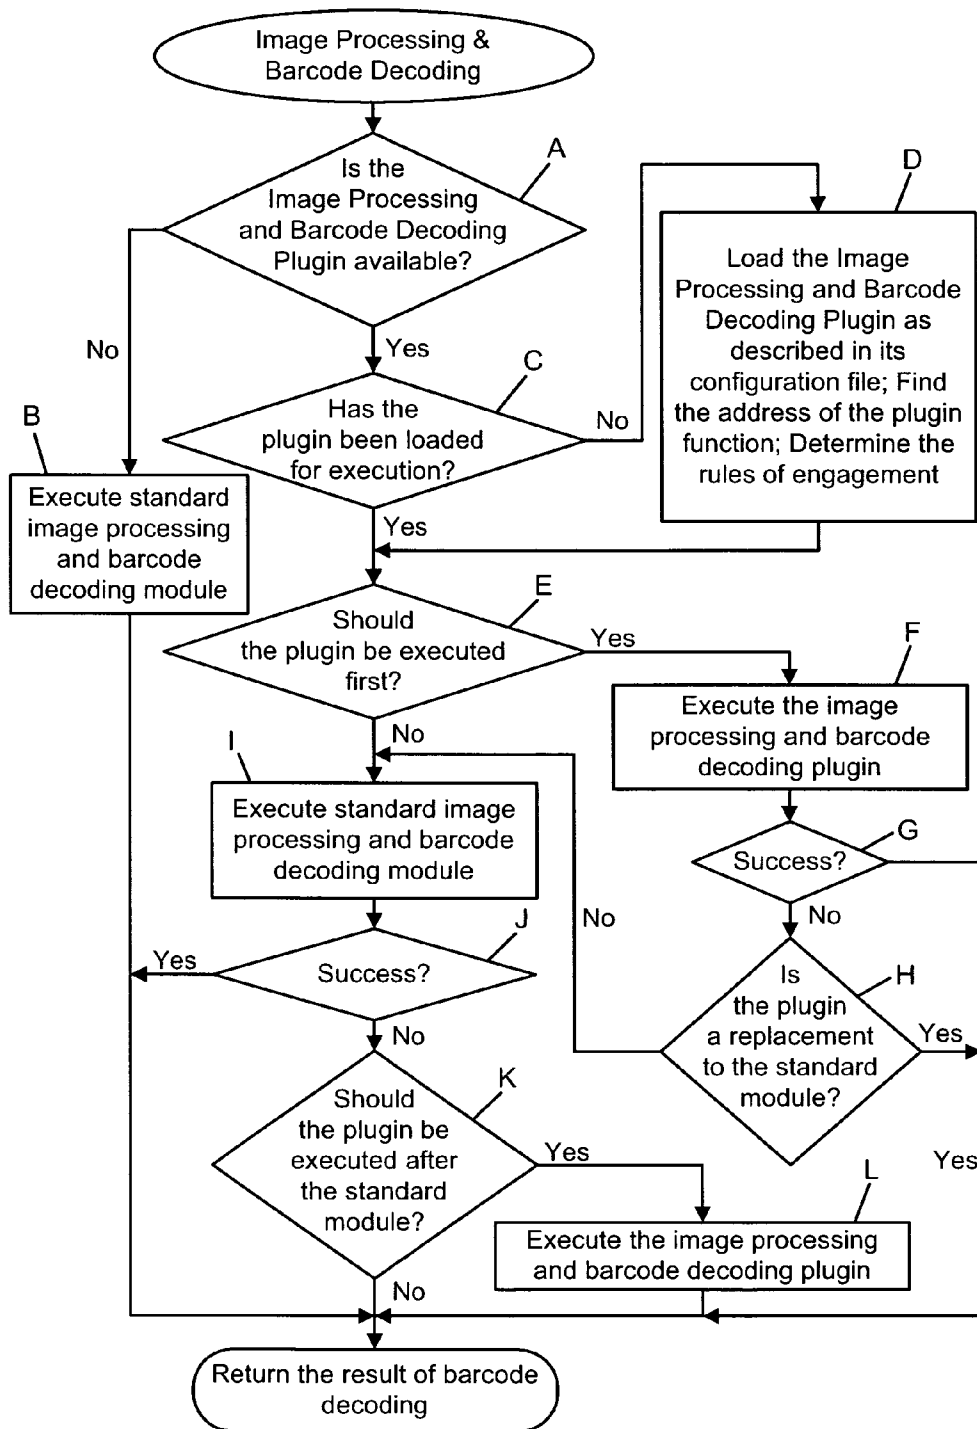 Image Processing &
Barcode Decoding
A
Is the
Image Processing
and Barcode Decoding
Plugin available?
No
Yes
D
Load the Image
Processing and Barcode
Decoding Plugin as
described in its
configuration file; Find
the address of the plugin
function; Determine the
rules of engagement
C
Has the
plugin been loaded
for execution?
No
Yes
B
Execute standard
image processing
and barcode
decoding module
E
Should
the plugin be executed
first?
Yes
No
F
Execute the image
processing and barcode
decoding plugin
G
Success?
No
Yes
H
Is
the plugin
a replacement
to the standard
module?
Yes
No
I
Execute standard image
processing and barcode
decoding module
J
Success?
Yes
No
K
Should
the plugin be
executed after
the standard
module?
Yes
No
L
Execute the image processing
and barcode decoding plugin
Return the result of barcode
decoding